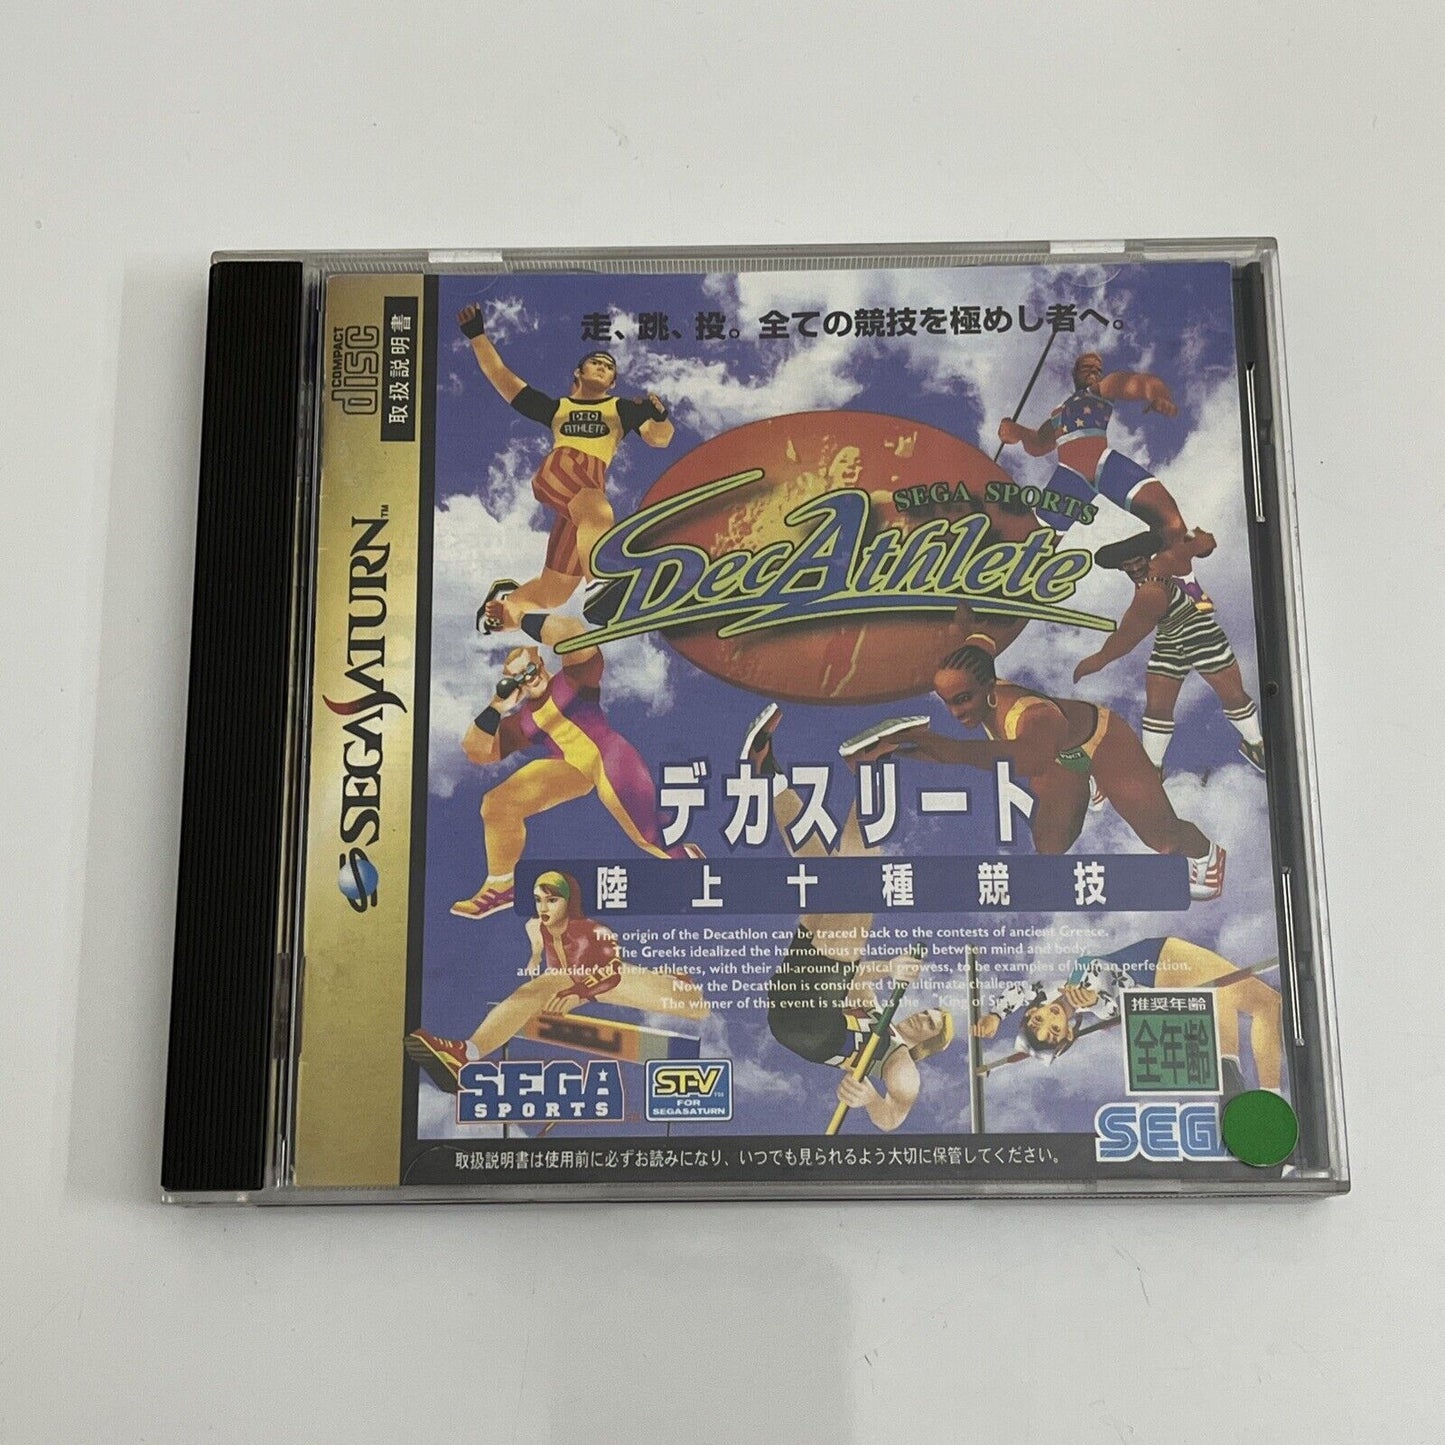 COMPACT
disc
取扱説明書
SEGA SATURN™
走、跳、投。全ての競技を極めし者へ。
DEC
ATHLETE
SEGA SPORTS
DecAthlete
デカスリート
陸上十種競技
The origin of the Decathlon can be traced back to the contests of ancient Greece.
The Greeks idealized the harmonious relationship between mind and body,
and considered their athletes, with their all-around physical prowess, to be examples of human perfection.
Now the Decathlon is considered the ultimate challenge.
The winner of this event is saluted as the "King of Sports"
SEGA
SPORTS
ST-V™
FOR
SEGASATURN
推奨年齢
全年齢
SEG
取扱説明書は使用前に必ずお読みになり、いつでも見られるよう大切に保管してください。